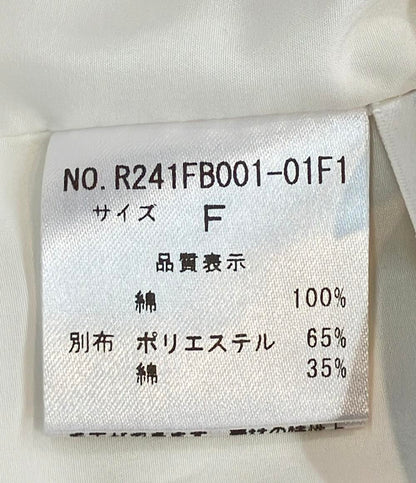 NO. R241FB001-01F1
サイズ F
品質表示
綿 100%
別布 ポリエステル 65%
綿 35%